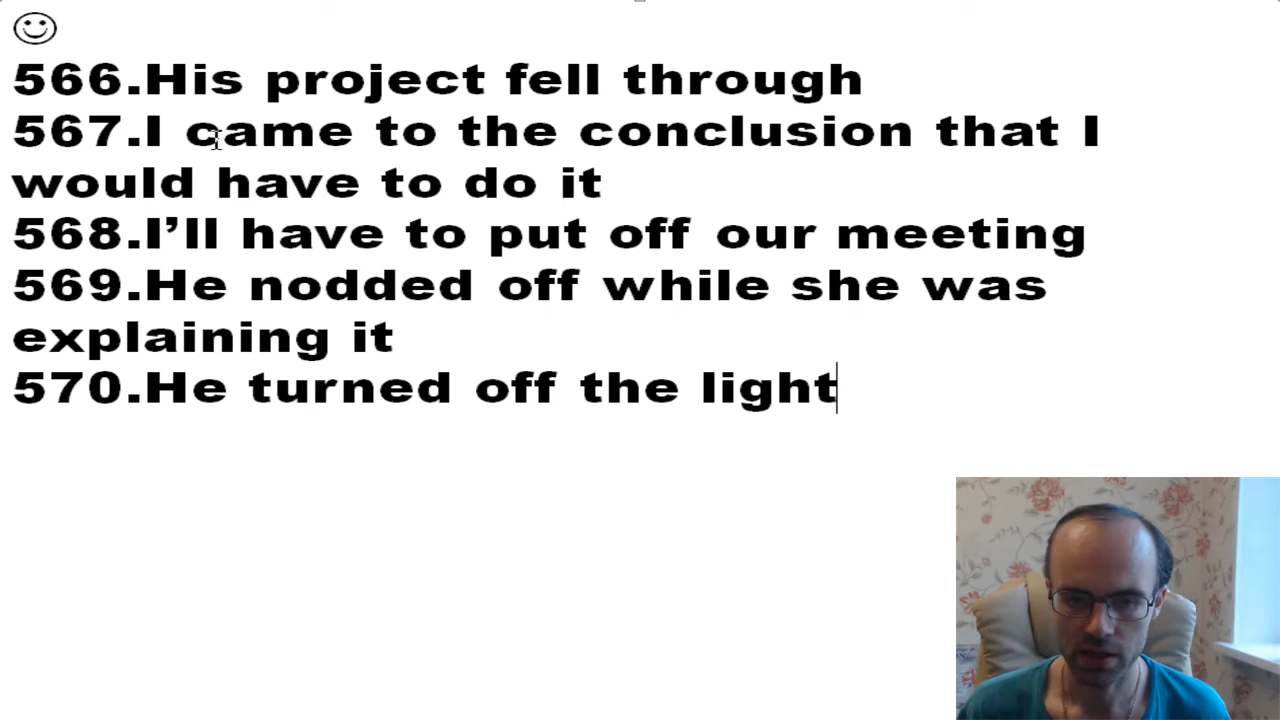 566.His project fell through
567.I came to the conclusion that I
would have to do it
568.I’ll have to put off our meeting
569.He nodded off while she was
explaining it
570.He turned off the light